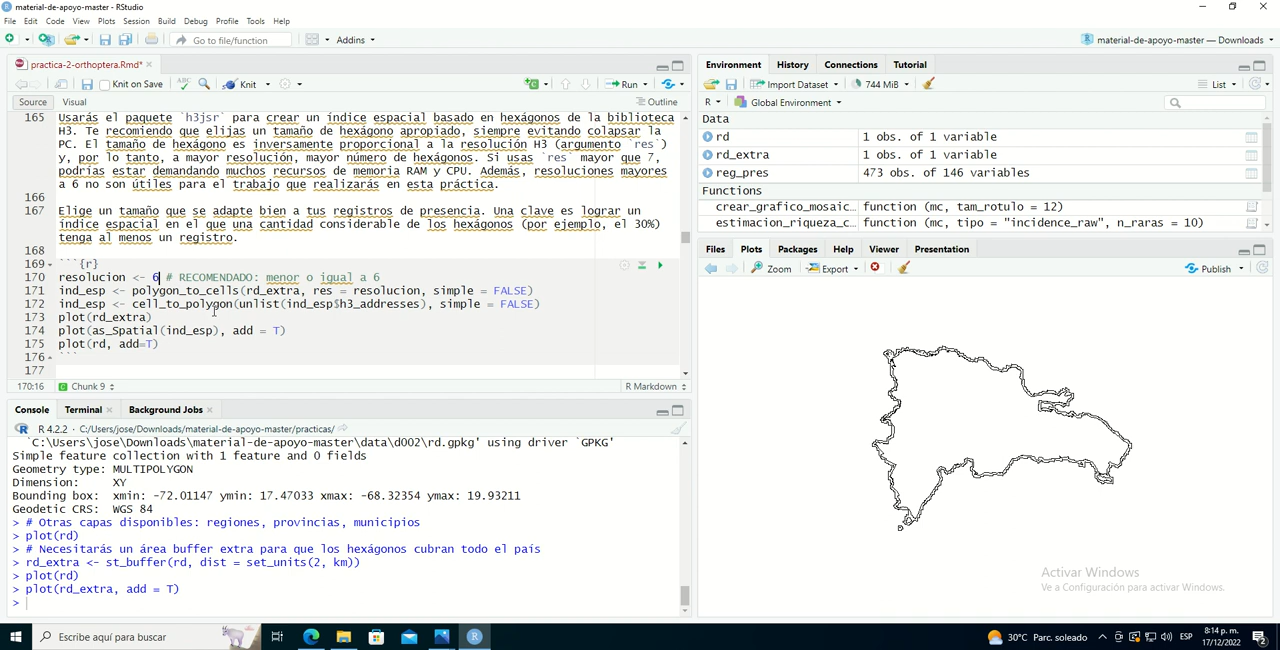 material-de-apoyo-master - RStudio
File Edit Code View Plots Session Build Debug Profile Tools Help
Go to file/function Addins material-de-apoyo-master — Downloads
practica-2-orthoptera.Rmd*
Knit on Save Knit Run
Source Visual Outline
165 Usarás el paquete `h3jsr` para crear un índice espacial basado en hexágonos de la biblioteca
H3. Te recomiendo que elijas un tamaño de hexágono apropiado, siempre evitando colapsar la
PC. El tamaño de hexágono es inversamente proporcional a la resolución H3 (argumento `res`)
y, por lo tanto, a mayor resolución, mayor número de hexágonos. Si usas `res` mayor que 7,
podrías estar demandando muchos recursos de memoria RAM y CPU. Además, resoluciones mayores
a 6 no son útiles para el trabajo que realizarás en esta práctica.
166
167 Elige un tamaño que se adapte bien a tus registros de presencia. Una clave es lograr un
índice espacial en el que una cantidad considerable de los hexágonos (por ejemplo, el 30%)
tenga al menos un registro.
168
169 ```{r}
170 resolucion <- 6 # RECOMENDADO: menor o igual a 6
171 ind_esp <- polygon_to_cells(rd_extra, res = resolucion, simple = FALSE)
172 ind_esp <- cell_to_polygon(unlist(ind_esp$h3_addresses), simple = FALSE)
173 plot(rd_extra)
174 plot(as_Spatial(ind_esp), add = T)
175 plot(rd, add=T)
176 ```
177
170:16 Chunk 9 R Markdown
Console Terminal Background Jobs
R 4.2.2 · C:/Users/jose/Downloads/material-de-apoyo-master/practicas/
`C:\Users\jose\Downloads\material-de-apoyo-master\data\d002\rd.gpkg' using driver `GPKG'
Simple feature collection with 1 feature and 0 fields
Geometry type: MULTIPOLYGON
Dimension: XY
Bounding box: xmin: -72.01147 ymin: 17.47033 xmax: -68.32354 ymax: 19.93211
Geodetic CRS: WGS 84
> # Otras capas disponibles: regiones, provincias, municipios
> plot(rd)
> # Necesitarás un área buffer extra para que los hexágonos cubran todo el país
> rd_extra <- st_buffer(rd, dist = set_units(2, km))
> plot(rd)
> plot(rd_extra, add = T)
>
Environment History Connections Tutorial
Import Dataset 744 MiB List
R Global Environment
Data
rd 1 obs. of 1 variable
rd_extra 1 obs. of 1 variable
reg_pres 473 obs. of 146 variables
Functions
crear_grafico_mosaic… function (mc, tam_rotulo = 12)
estimacion_riqueza_c… function (mc, tipo = "incidence_raw", n_raras = 10)
Files Plots Packages Help Viewer Presentation
Zoom Export Publish
Activar Windows
Ve a Configuración para activar Windows.
Escribe aquí para buscar
30°C Parc. soleado ESP 8:14 p. m.
17/12/2022 2